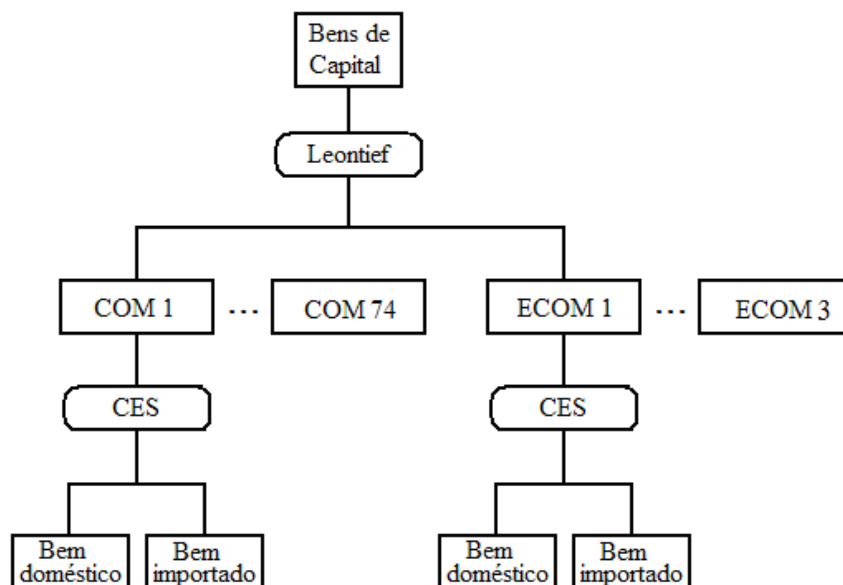 Bens de
Capital
Leontief
COM 1 ... COM 74 ECOM 1 ... ECOM 3
CES CES
Bem doméstico Bem importado Bem doméstico Bem importado